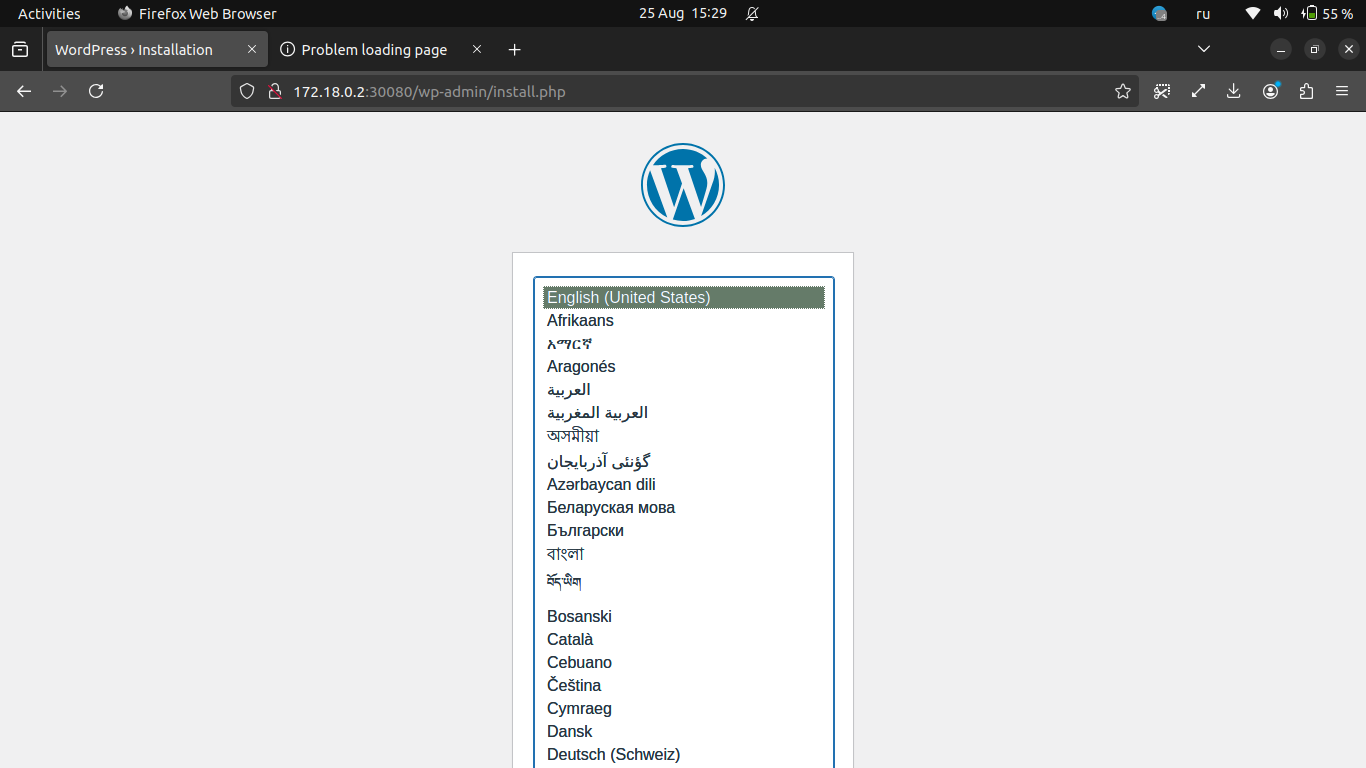 Activities Firefox Web Browser 25 Aug 15:29 ru 55 %
WordPress › Installation Problem loading page
172.18.0.2:30080/wp-admin/install.php
English (United States)
Afrikaans
አማርኛ
Aragonés
العربية
العربية المغربية
অসমীয়া
گؤنئی آذربایجان
Azərbaycan dili
Беларуская мова
Български
বাংলা
བོད་ཡིག
Bosanski
Català
Cebuano
Čeština
Cymraeg
Dansk
Deutsch (Schweiz)